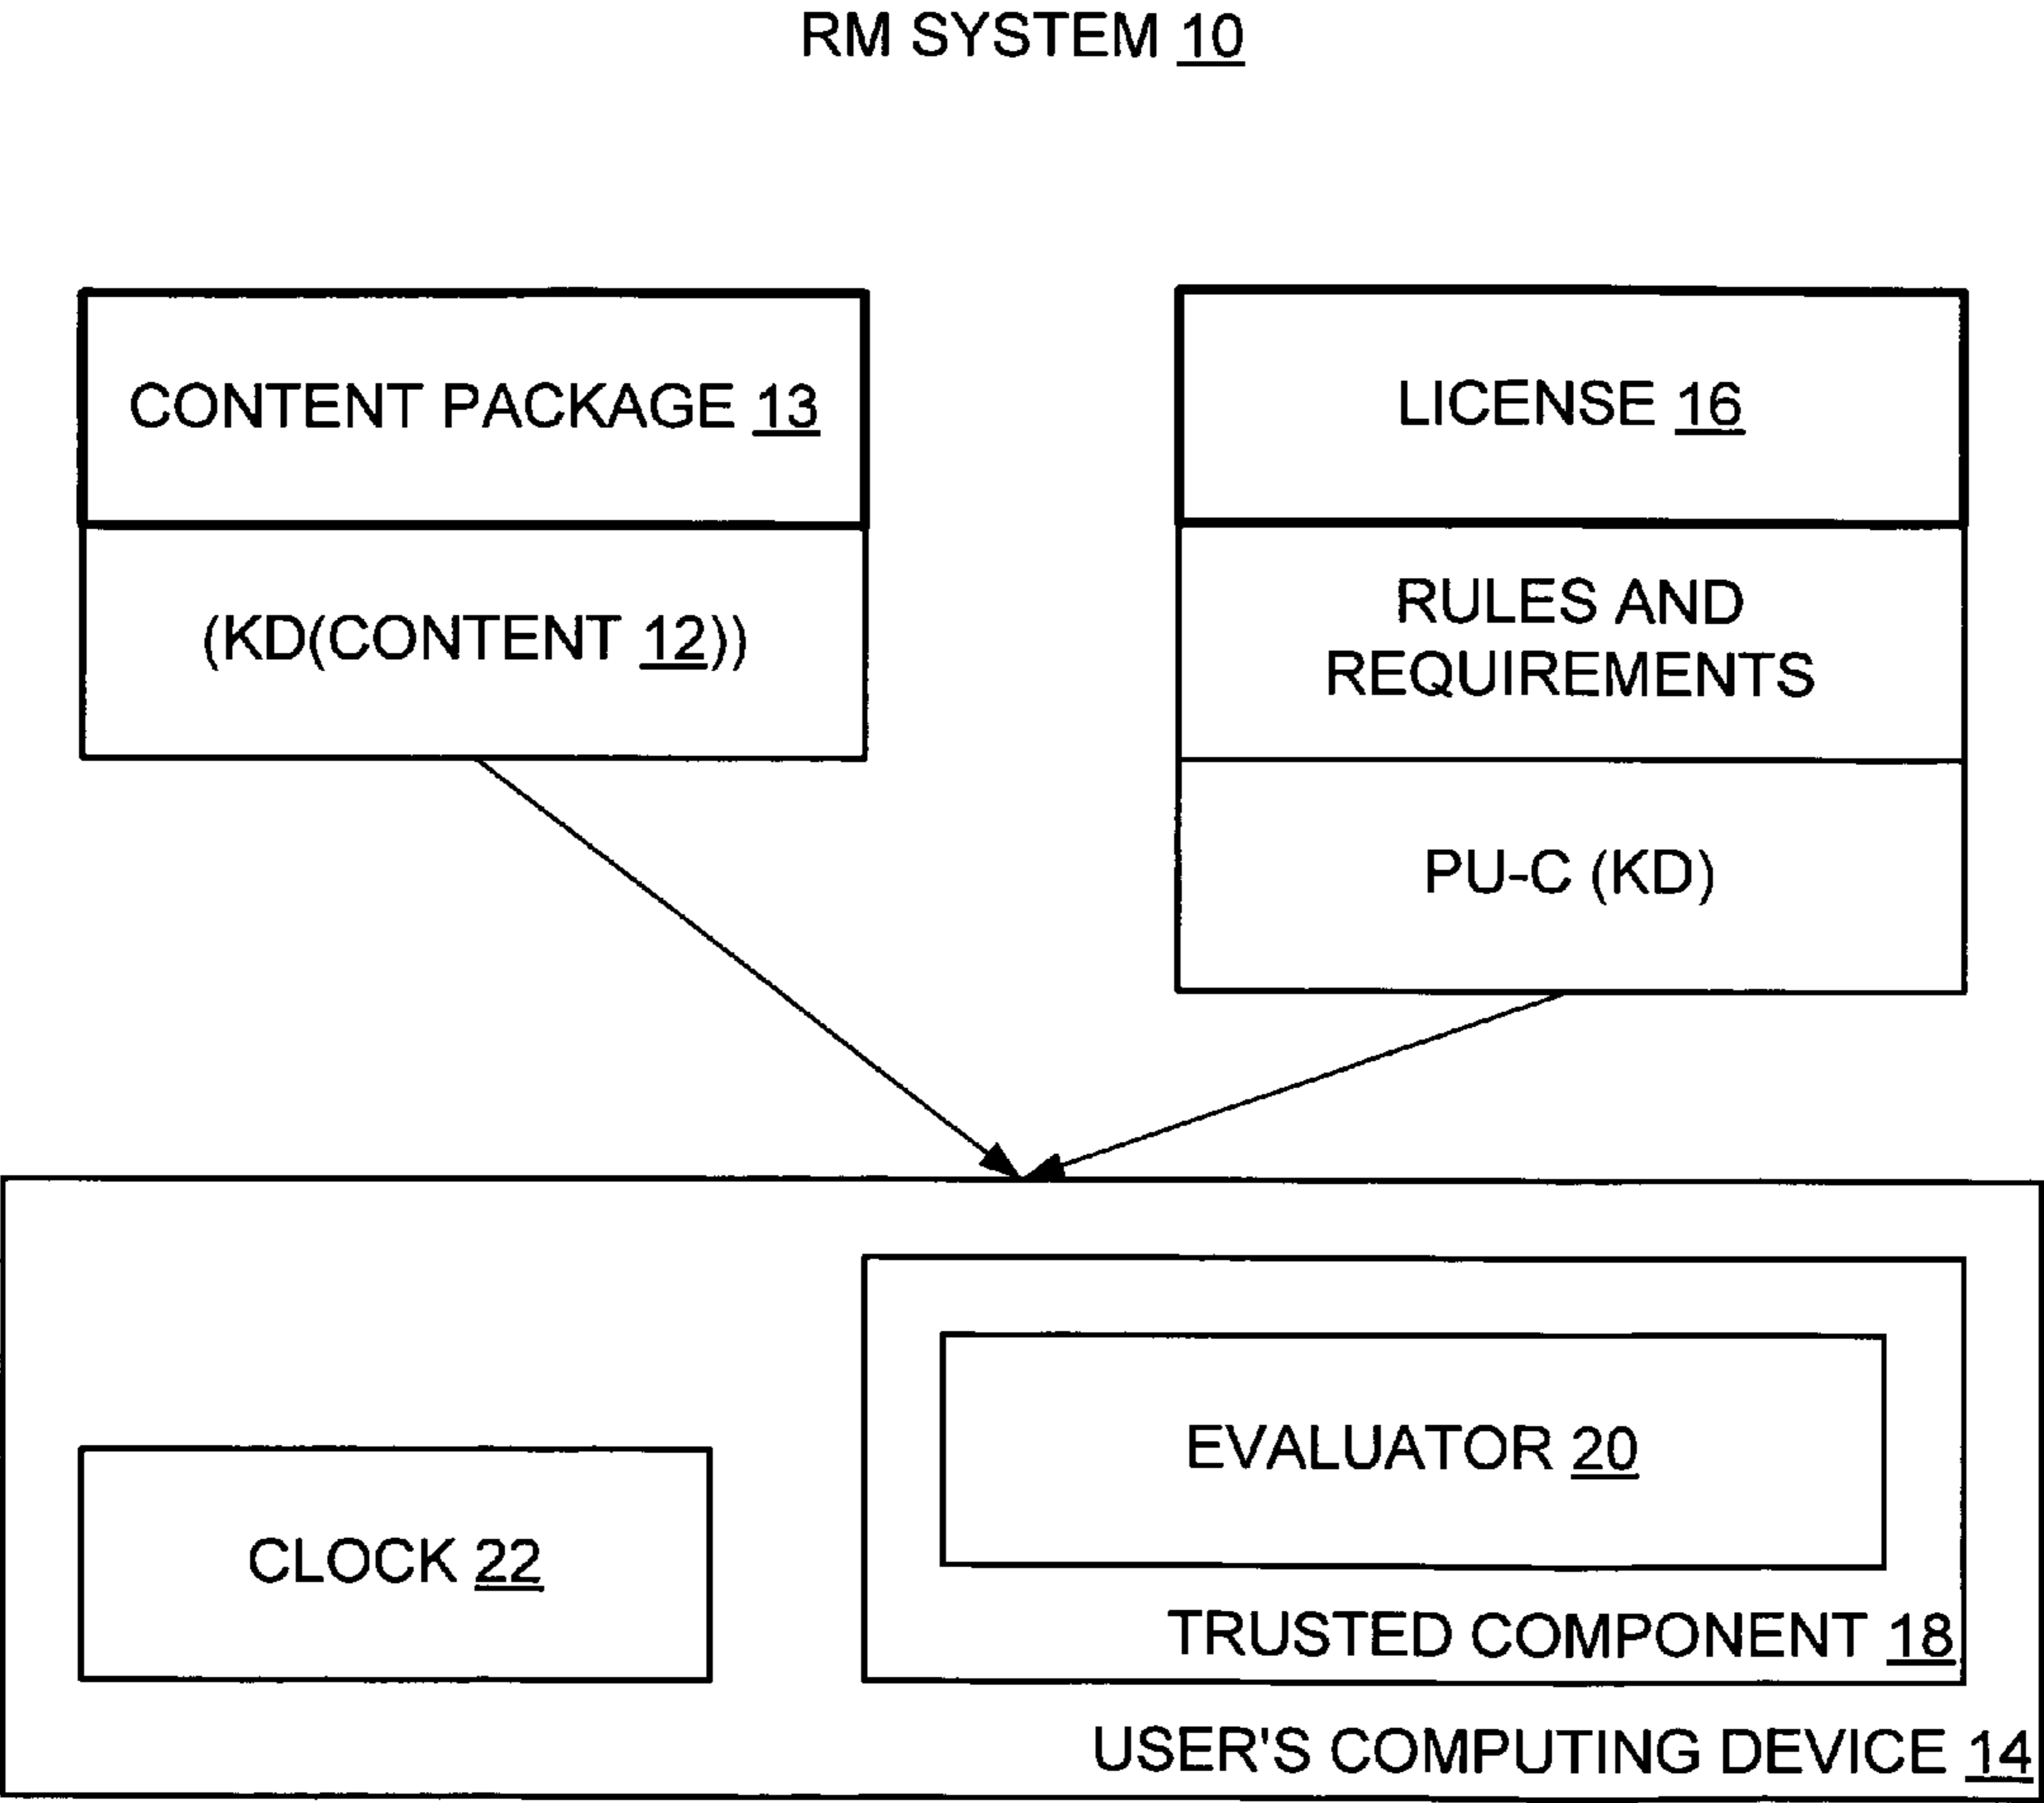 RM SYSTEM 10
CONTENT PACKAGE 13
(KD(CONTENT 12))
LICENSE 16
RULES AND
REQUIREMENTS
PU-C (KD)
EVALUATOR 20
CLOCK 22
TRUSTED COMPONENT 18
USER'S COMPUTING DEVICE 14